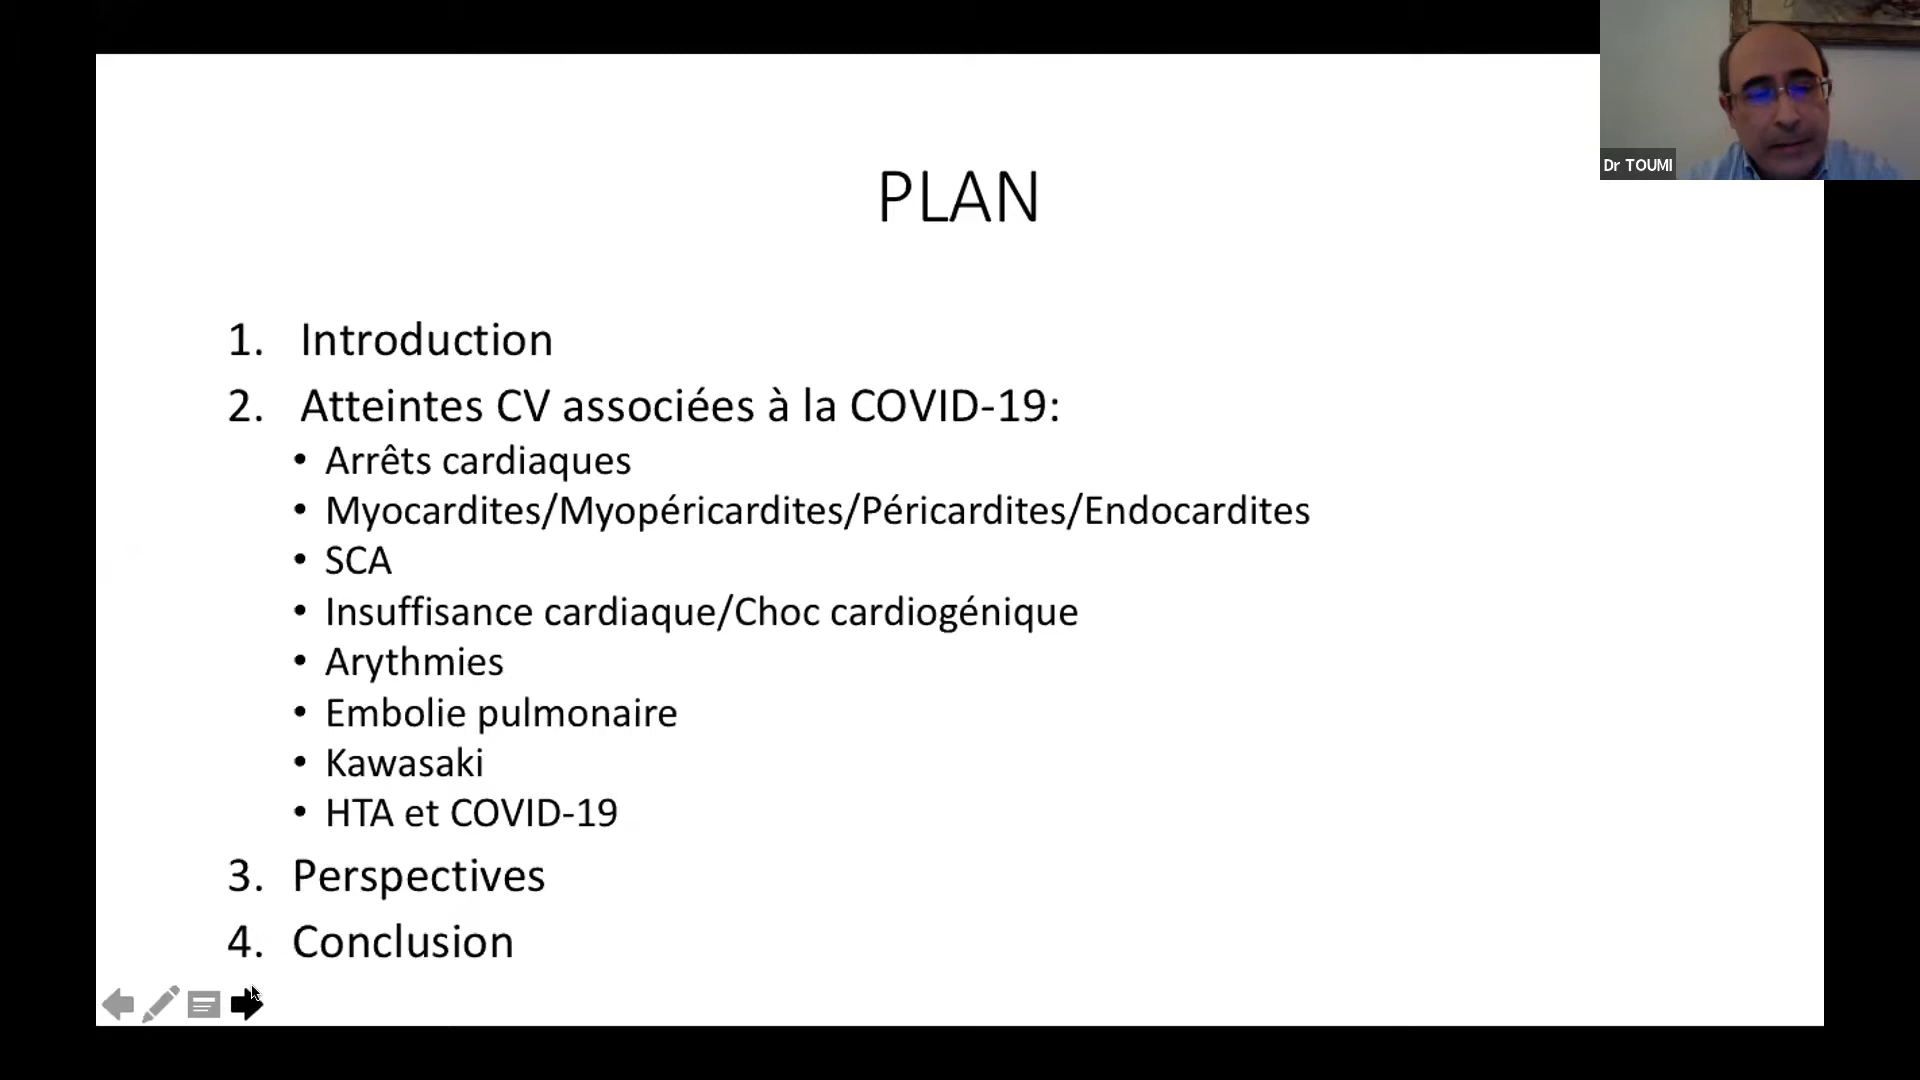 Dr TOUMI
PLAN
1. Introduction
2. Atteintes CV associées à la COVID-19:
• Arrêts cardiaques
• Myocardites/Myopéricardites/Péricardites/Endocardites
• SCA
• Insuffisance cardiaque/Choc cardiogénique
• Arythmies
• Embolie pulmonaire
• Kawasaki
• HTA et COVID-19
3. Perspectives
4. Conclusion